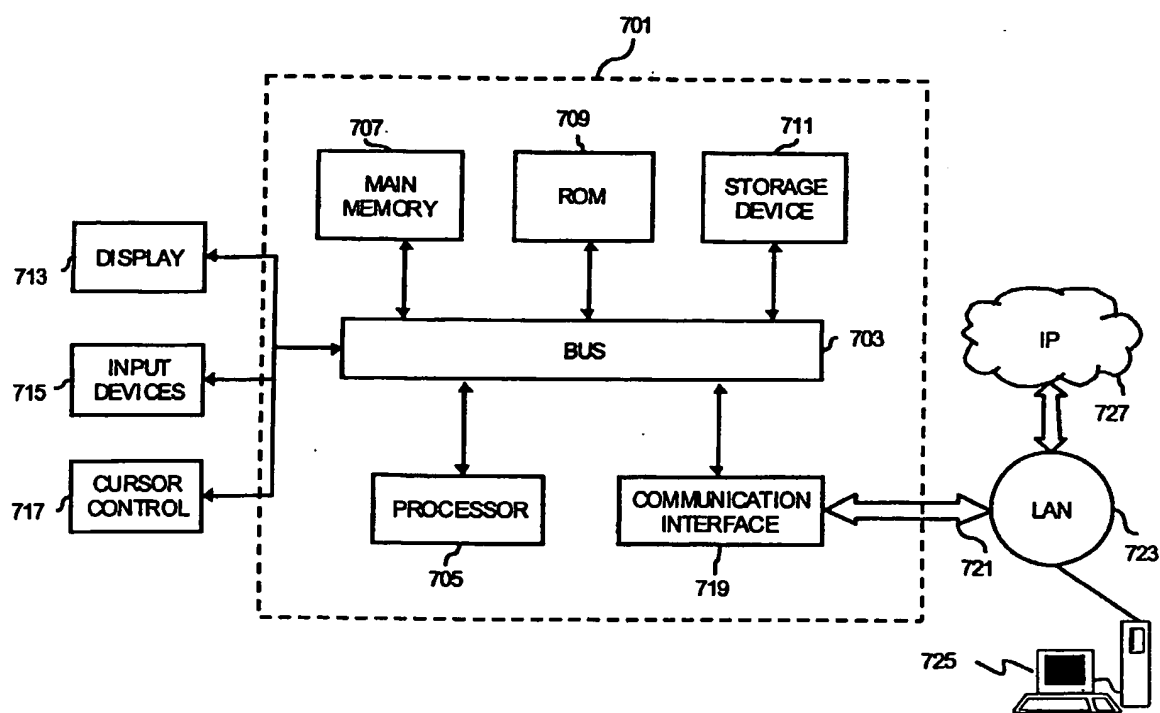 701
707
709
711
MAIN
MEMORY
ROM
STORAGE
DEVICE
713
DISPLAY
BUS
703
IP
727
715
INPUT
DEVICES
717
CURSOR
CONTROL
PROCESSOR
705
COMMUNICATION
INTERFACE
719
721
LAN
723
725